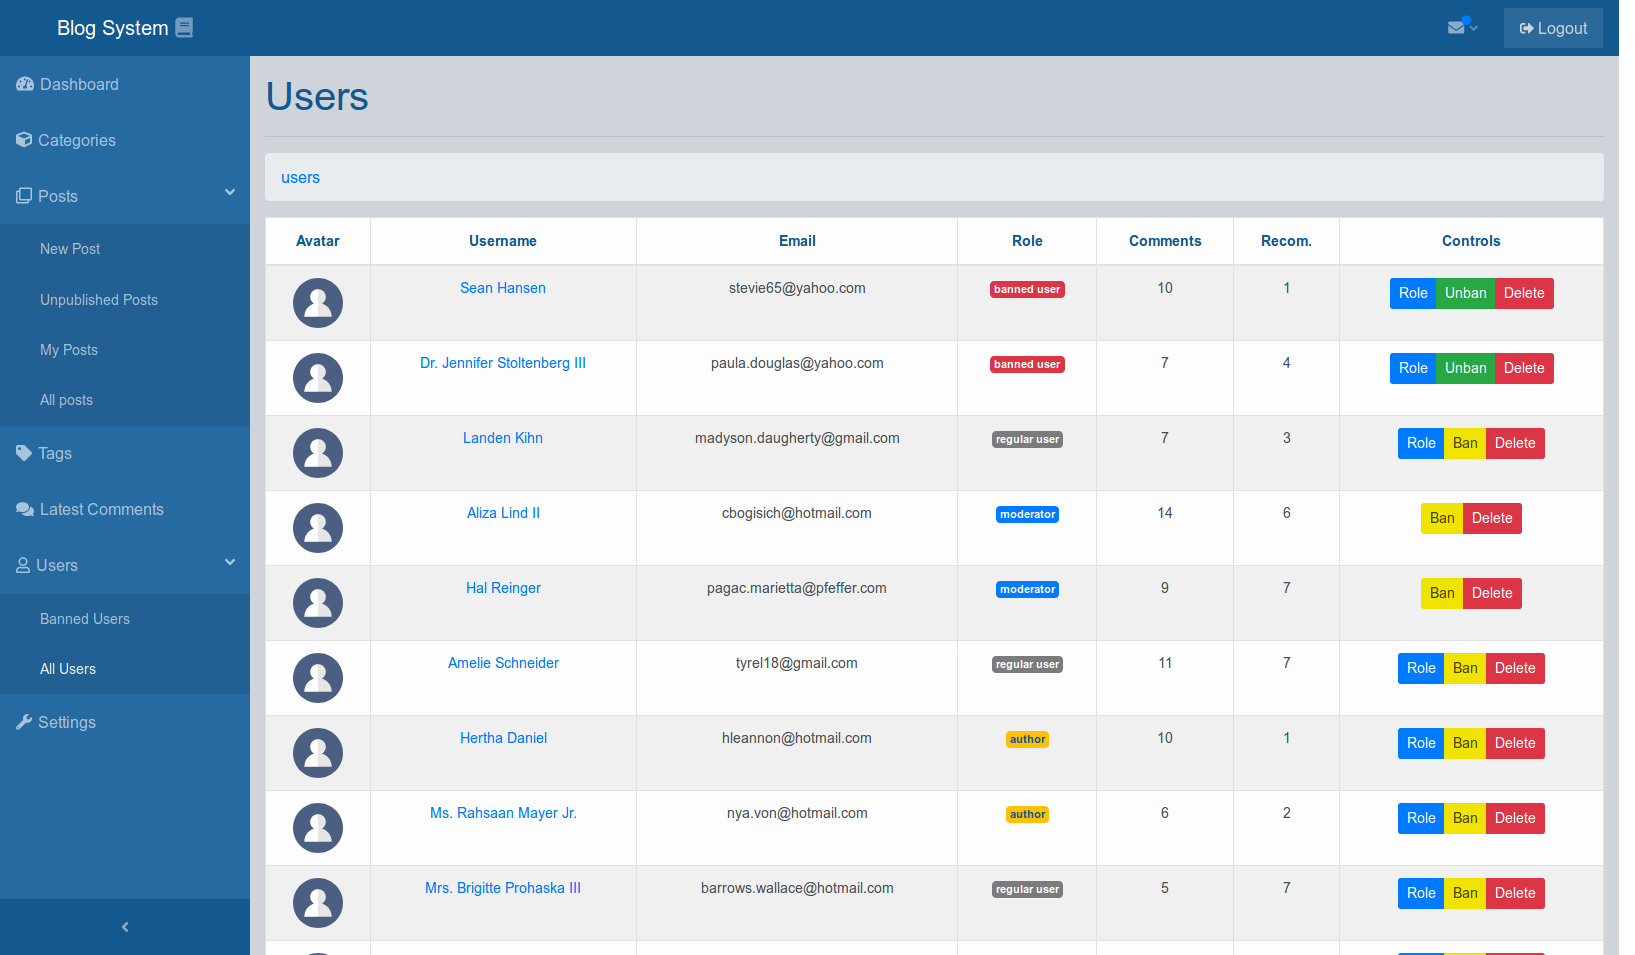 Blog System
Logout
Dashboard
Categories
Posts
New Post
Unpublished Posts
My Posts
All posts
Tags
Latest Comments
Users
Banned Users
All Users
Settings
Users
users
Avatar Username Email Role Comments Recom. Controls
Sean Hansen stevie65@yahoo.com banned user 10 1 Role Unban Delete
Dr. Jennifer Stoltenberg III paula.douglas@yahoo.com banned user 7 4 Role Unban Delete
Landen Kihn madyson.daugherty@gmail.com regular user 7 3 Role Ban Delete
Aliza Lind II cbogisich@hotmail.com moderator 14 6 Ban Delete
Hal Reinger pagac.marietta@pfeffer.com moderator 9 7 Ban Delete
Amelie Schneider tyrel18@gmail.com regular user 11 7 Role Ban Delete
Hertha Daniel hleannon@hotmail.com author 10 1 Role Ban Delete
Ms. Rahsaan Mayer Jr. nya.von@hotmail.com author 6 2 Role Ban Delete
Mrs. Brigitte Prohaska III barrows.wallace@hotmail.com regular user 5 7 Role Ban Delete